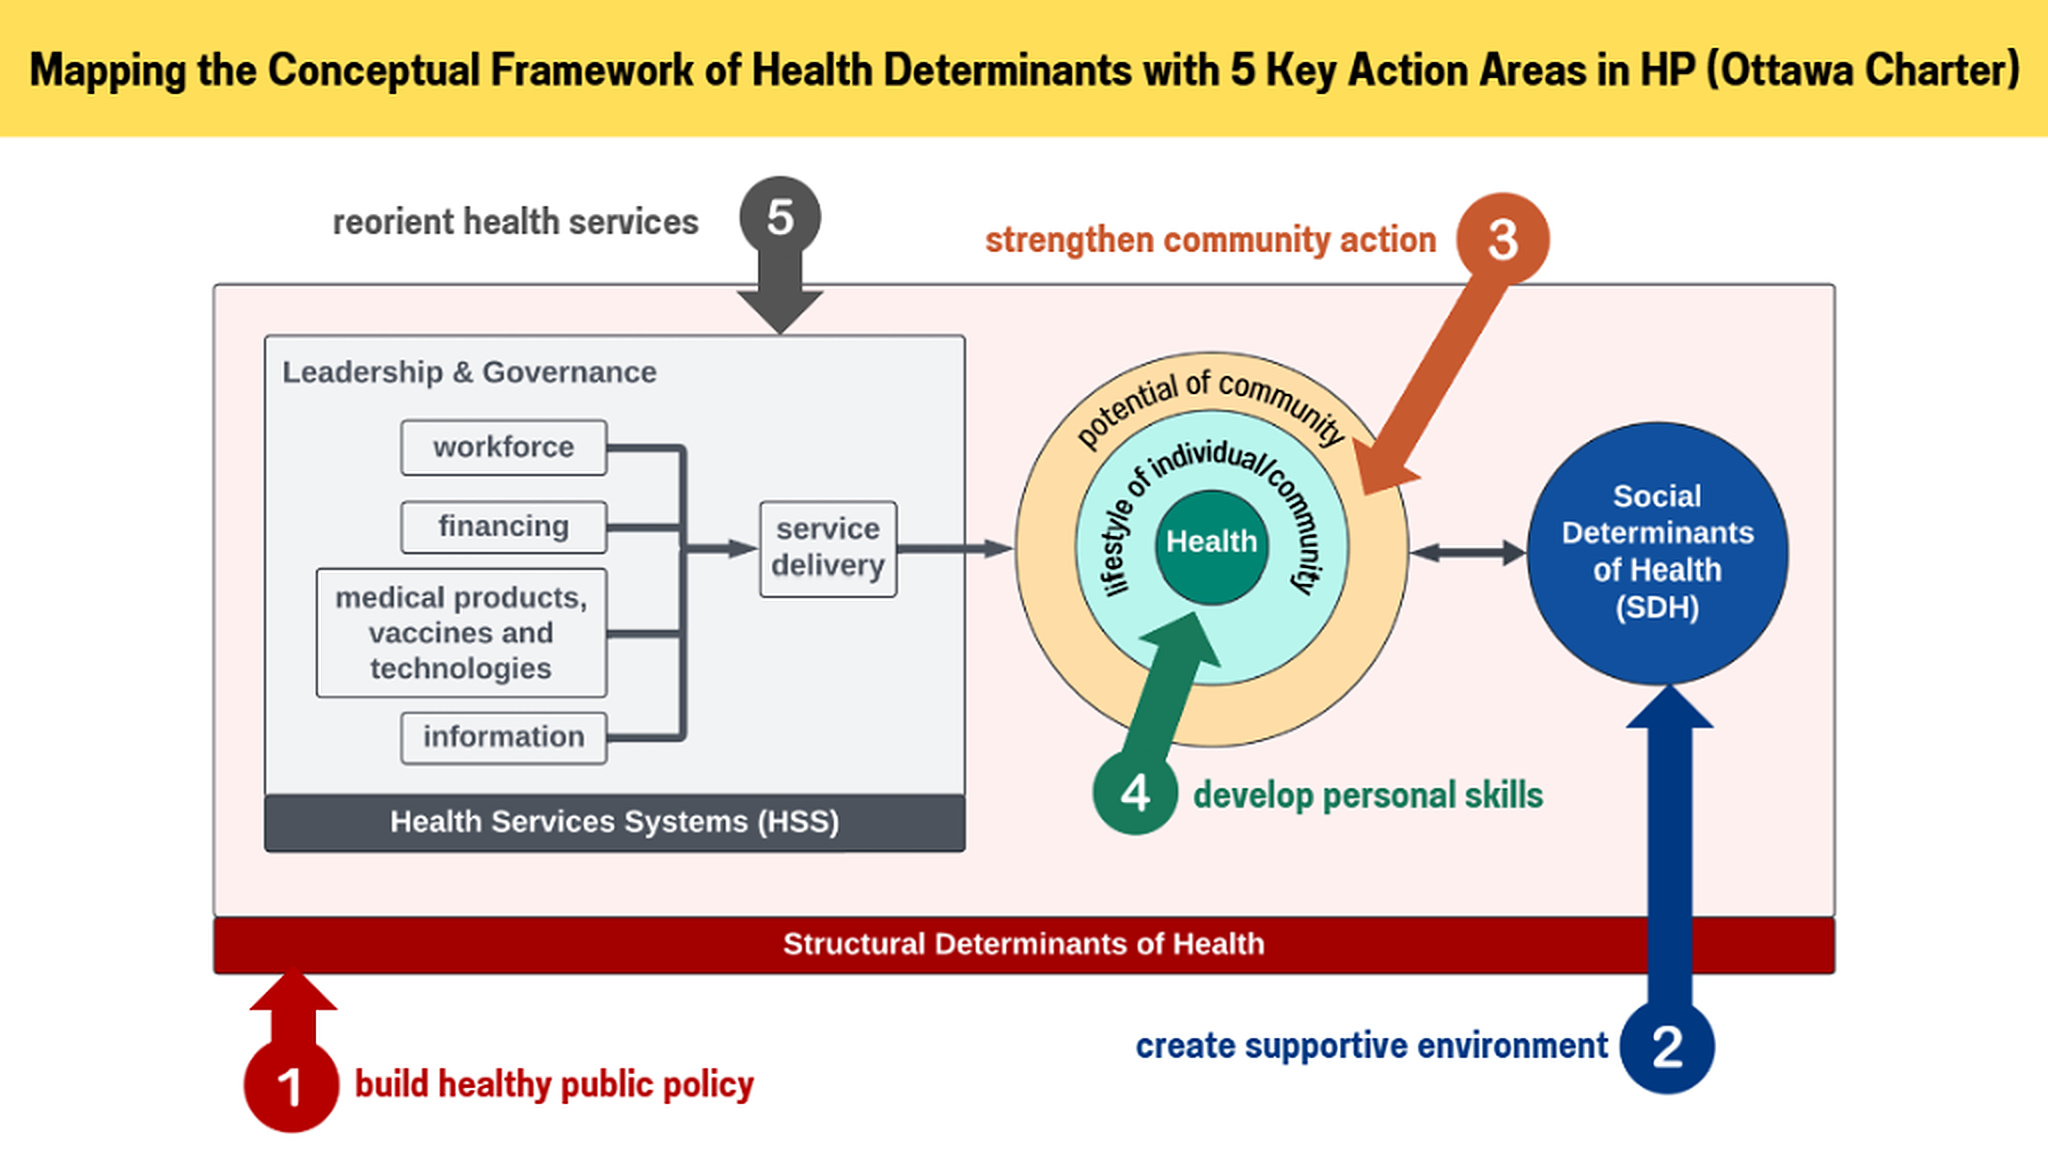 Mapping the Conceptual Framework of Health Determinants with 5 Key Action Areas in HP (Ottawa Charter)
reorient health services
5
strengthen community action
3
Leadership & Governance
workforce
financing
medical products,
vaccines and
technologies
information
service
delivery
Health Services Systems (HSS)
potential of community
lifestyle of individual/community
Health
Social
Determinants
of Health
(SDH)
4
develop personal skills
Structural Determinants of Health
1
build healthy public policy
create supportive environment
2